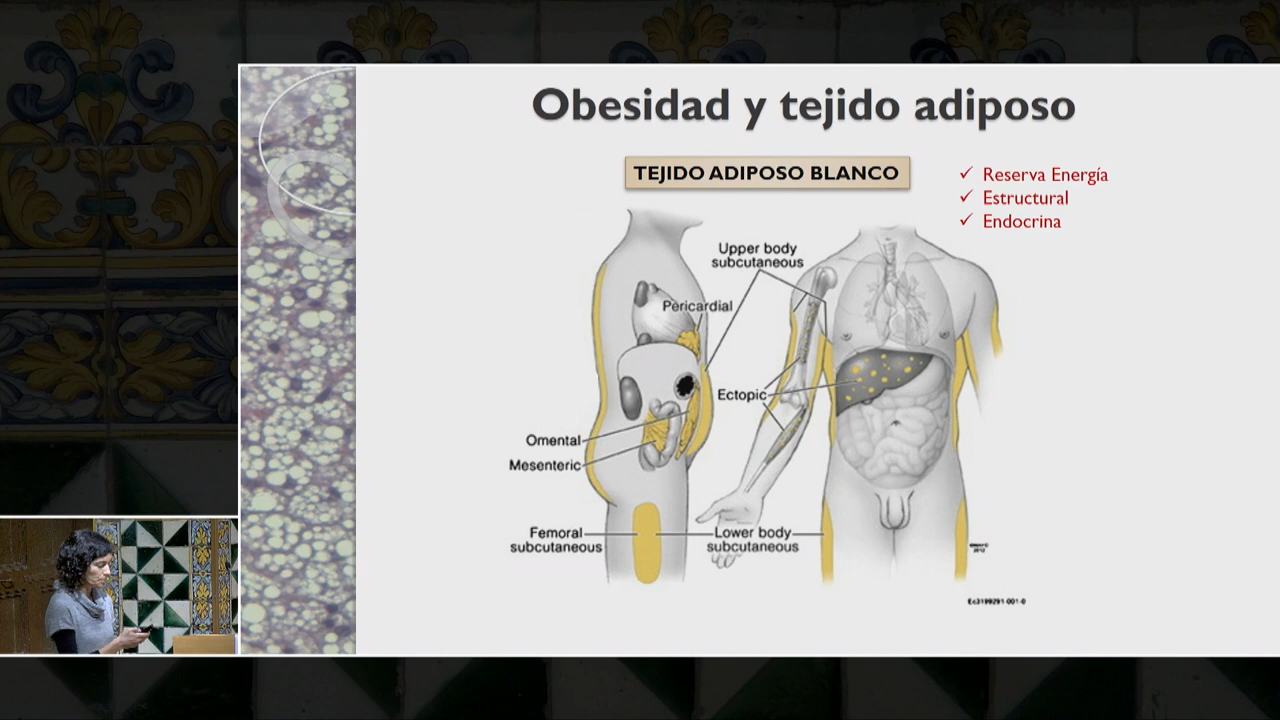 Obesidad y tejido adiposo
TEJIDO ADIPOSO BLANCO
✓ Reserva Energía
✓ Estructural
✓ Endocrina
Upper body
subcutaneous
Pericardial
Ectopic
Omental
Mesenteric
Femoral
subcutaneous
Lower body
subcutaneous